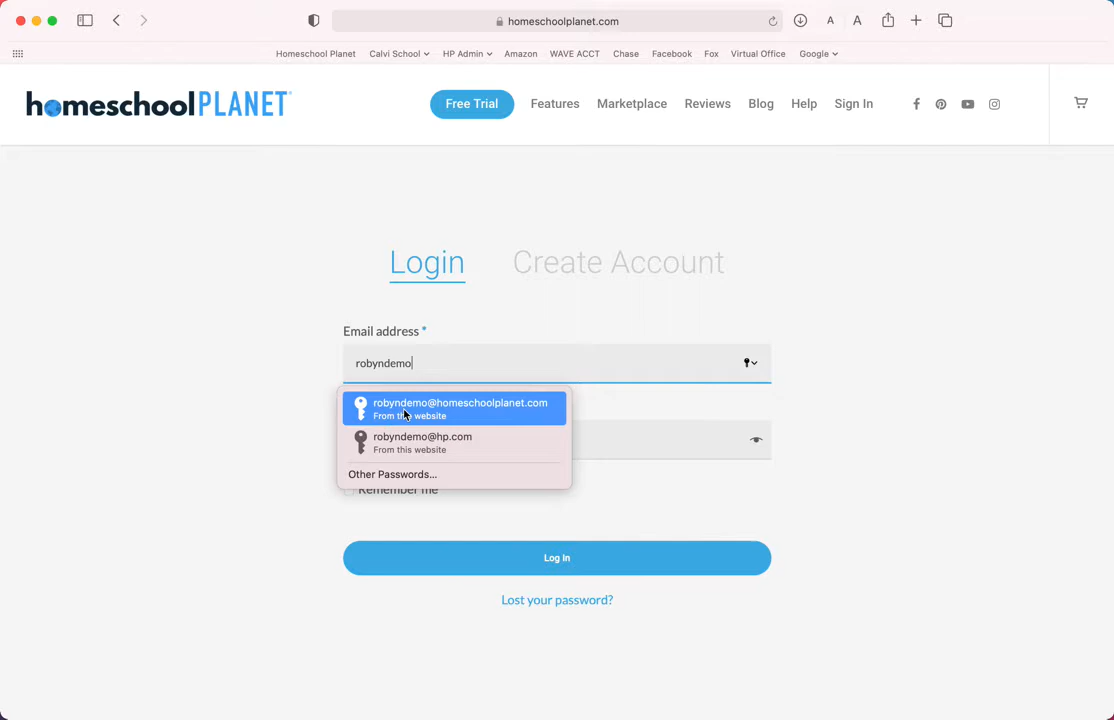 homeschoolplanet.com
A A
Homeschool Planet Calvi School HP Admin Amazon WAVE ACCT Chase Facebook Fox Virtual Office Google
homeschoolPLANET
Free Trial Features Marketplace Reviews Blog Help Sign In
Login Create Account
Email address *
robyndemo
robyndemo@homeschoolplanet.com
From this website
robyndemo@hp.com
From this website
Other Passwords...
Remember me
Log In
Lost your password?